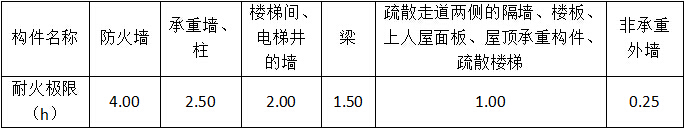 构件名称
防火墙
承重墙、
柱
楼梯间、
电梯井
的墙
梁
疏散走道两侧的隔墙、楼板、
上人屋面板、屋顶承重构件、
疏散楼梯
非承重
外墙
耐火极限
（h）
4.00
2.50
2.00
1.50
1.00
0.25